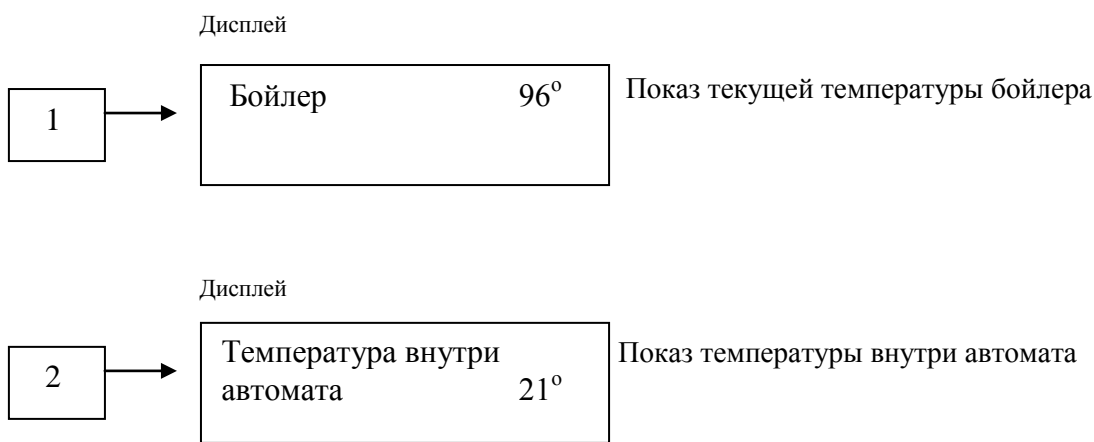 Дисплей
1
Бойлер 96°
Показ текущей температуры бойлера
Дисплей
2
Температура внутри
автомата 21°
Показ температуры внутри автомата